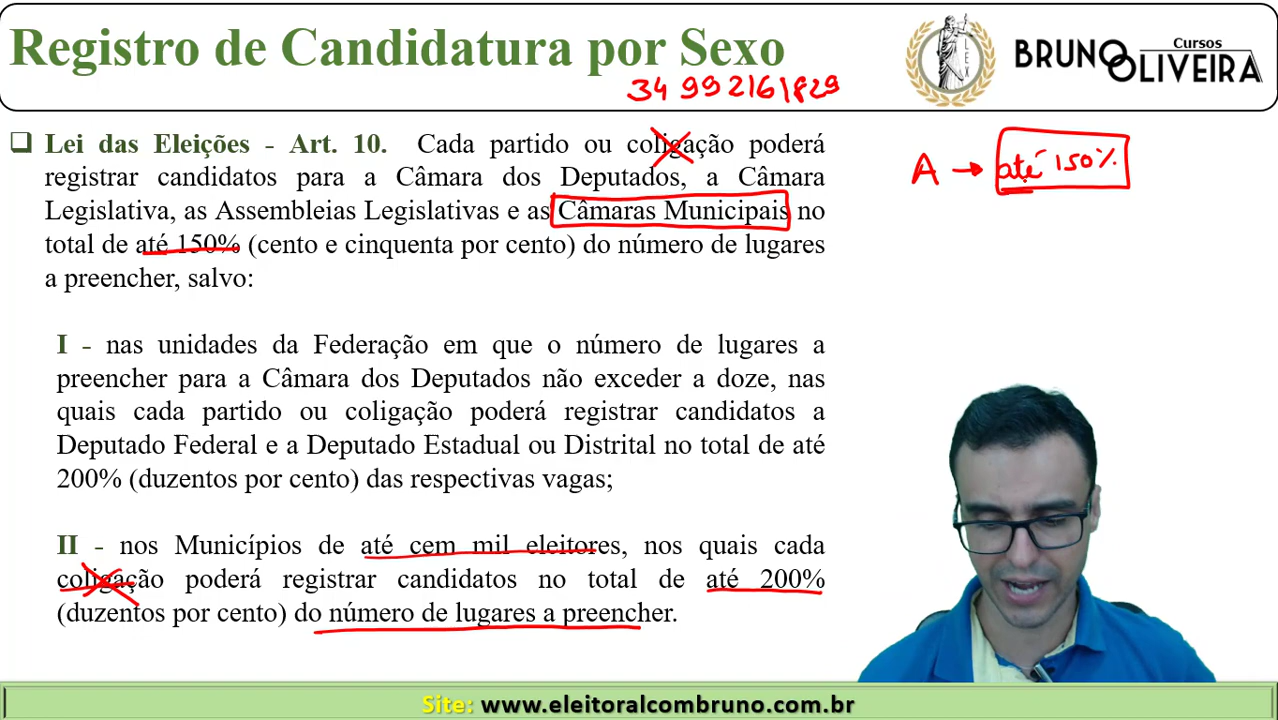 Registro de Candidatura por Sexo
34 992161829
LEX
Cursos
BRUNO OLIVEIRA
Lei das Eleições - Art. 10. Cada partido ou coligação poderá
registrar candidatos para a Câmara dos Deputados, a Câmara
Legislativa, as Assembleias Legislativas e as Câmaras Municipais no
total de até 150% (cento e cinquenta por cento) do número de lugares
a preencher, salvo:
A → até 150%
I - nas unidades da Federação em que o número de lugares a
preencher para a Câmara dos Deputados não exceder a doze, nas
quais cada partido ou coligação poderá registrar candidatos a
Deputado Federal e a Deputado Estadual ou Distrital no total de até
200% (duzentos por cento) das respectivas vagas;
II - nos Municípios de até cem mil eleitores, nos quais cada
coligação poderá registrar candidatos no total de até 200%
(duzentos por cento) do número de lugares a preencher.
Site: www.eleitoralcombruno.com.br